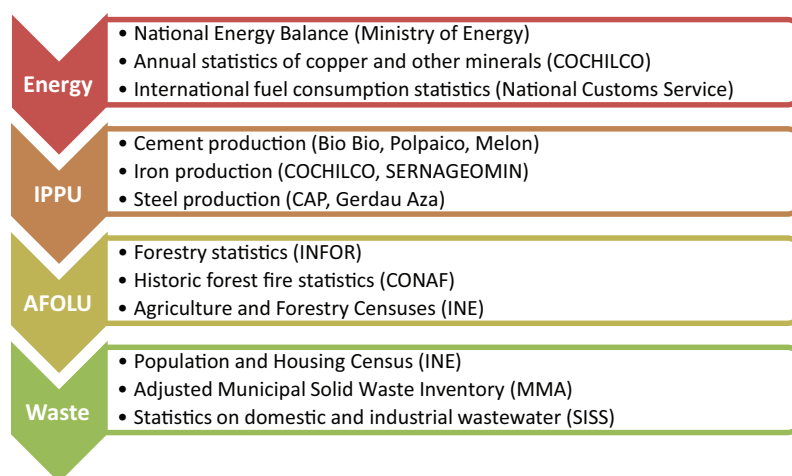 Energy
• National Energy Balance (Ministry of Energy)
• Annual statistics of copper and other minerals (COCHILCO)
• International fuel consumption statistics (National Customs Service)
IPPU
• Cement production (Bio Bio, Polpaico, Melon)
• Iron production (COCHILCO, SERNAGEOMIN)
• Steel production (CAP, Gerdau Aza)
AFOLU
• Forestry statistics (INFOR)
• Historic forest fire statistics (CONAF)
• Agriculture and Forestry Censuses (INE)
Waste
• Population and Housing Census (INE)
• Adjusted Municipal Solid Waste Inventory (MMA)
• Statistics on domestic and industrial wastewater (SISS)